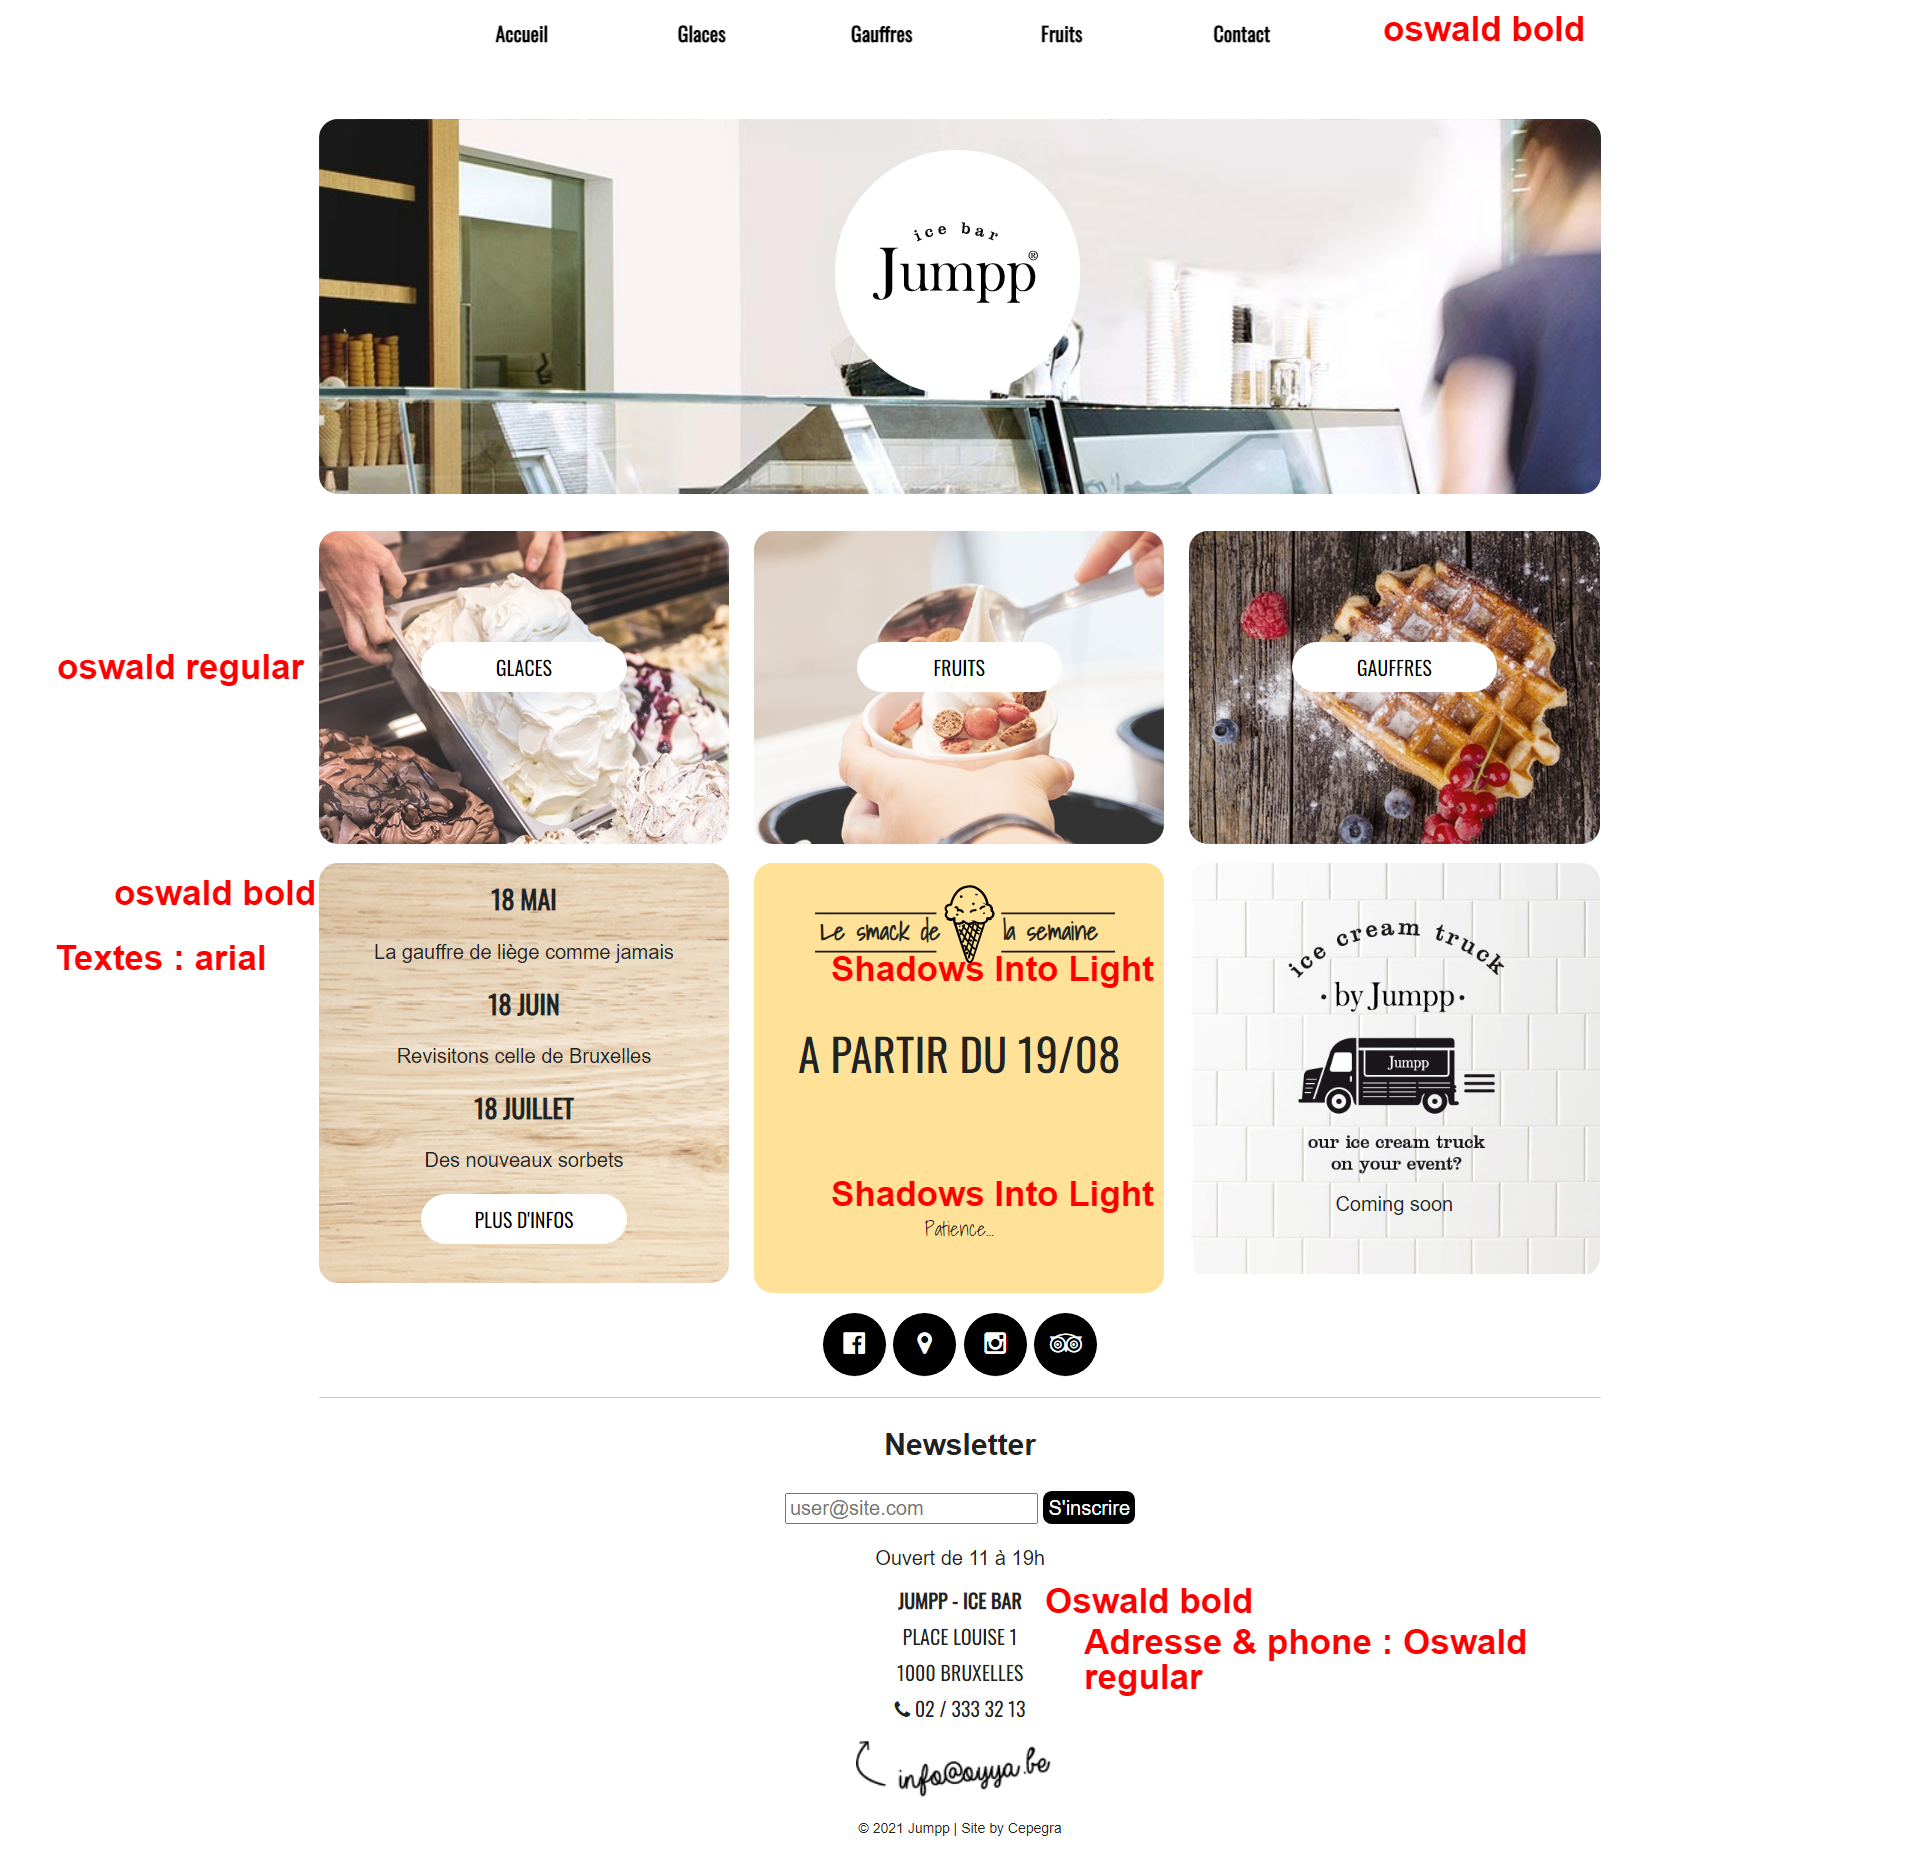 Accueil Glaces Gauffres Fruits Contact oswald bold
ice bar
Jumpp®
oswald regular GLACES FRUITS GAUFFRES
oswald bold 18 MAI
Textes : arial La gauffre de liège comme jamais
18 JUIN
Revisitons celle de Bruxelles
18 JUILLET
Des nouveaux sorbets
PLUS D'INFOS
Le smack de la semaine
Shadows Into Light
A PARTIR DU 19/08
Shadows Into Light
Patience...
ice cream truck
• by Jumpp •
Jumpp
our ice cream truck
on your event?
Coming soon
Newsletter
user@site.com S'inscrire
Ouvert de 11 à 19h
JUMPP - ICE BAR Oswald bold
PLACE LOUISE 1 Adresse & phone : Oswald
1000 BRUXELLES regular
02 / 333 32 13
info@oyya.be
© 2021 Jumpp | Site by Cepegra